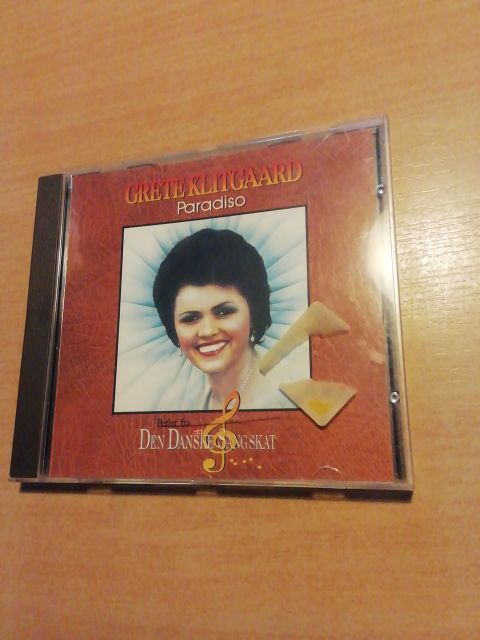 GRETE KLITGAARD
Paradiso
Perler fra
DEN DANSKE SANGSKAT